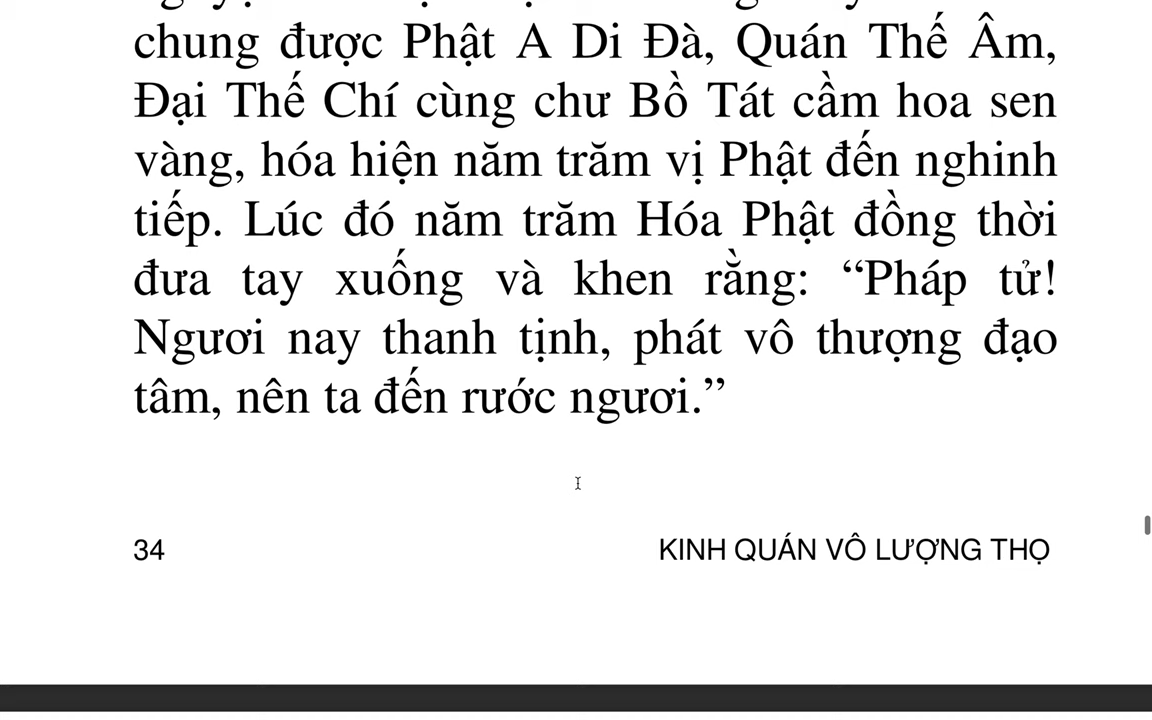 chung được Phật A Di Đà, Quán Thế Âm,
Đại Thế Chí cùng chư Bồ Tát cầm hoa sen
vàng, hóa hiện năm trăm vị Phật đến nghinh
tiếp. Lúc đó năm trăm Hóa Phật đồng thời
đưa tay xuống và khen rằng: “Pháp tử!
Ngươi nay thanh tịnh, phát vô thượng đạo
tâm, nên ta đến rước ngươi.”
34 KINH QUÁN VÔ LƯỢNG THỌ